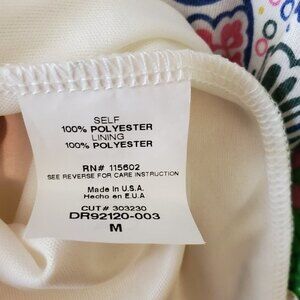 SELF
100% POLYESTER
LINING
100% POLYESTER
RN# 115602
SEE REVERSE FOR CARE INSTRUCTION
Made In U.S.A.
Hecho en E.U.A
CUT# 303230
DR92120-003
M